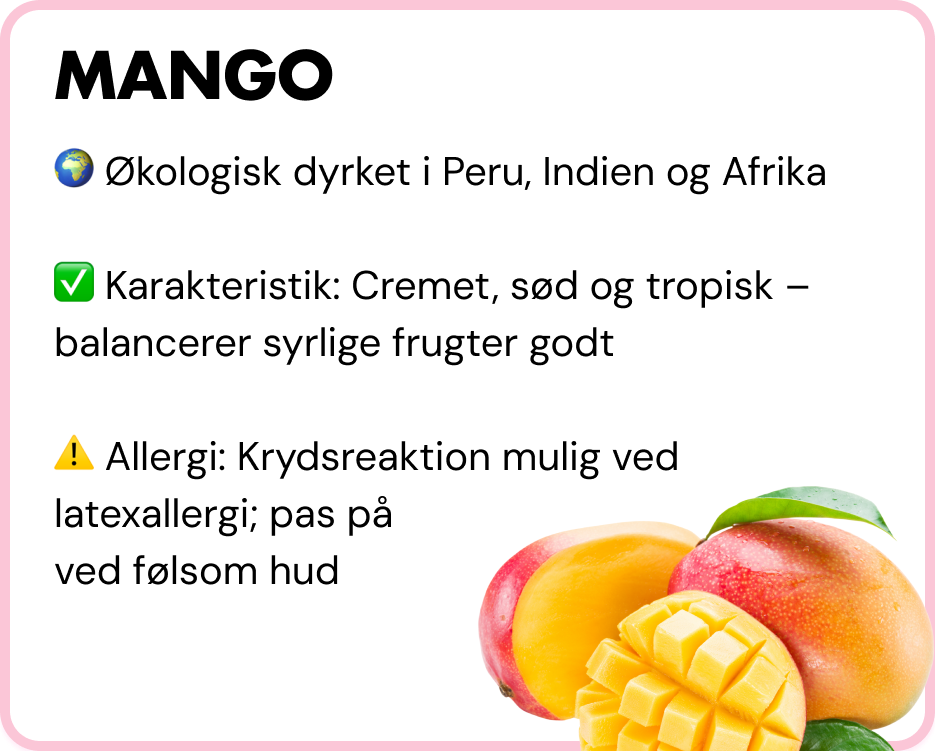 MANGO
🌍 Økologisk dyrket i Peru, Indien og Afrika
✅ Karakteristik: Cremet, sød og tropisk –
balancerer syrlige frugter godt
⚠️ Allergi: Krydsreaktion mulig ved
latexallergi; pas på
ved følsom hud